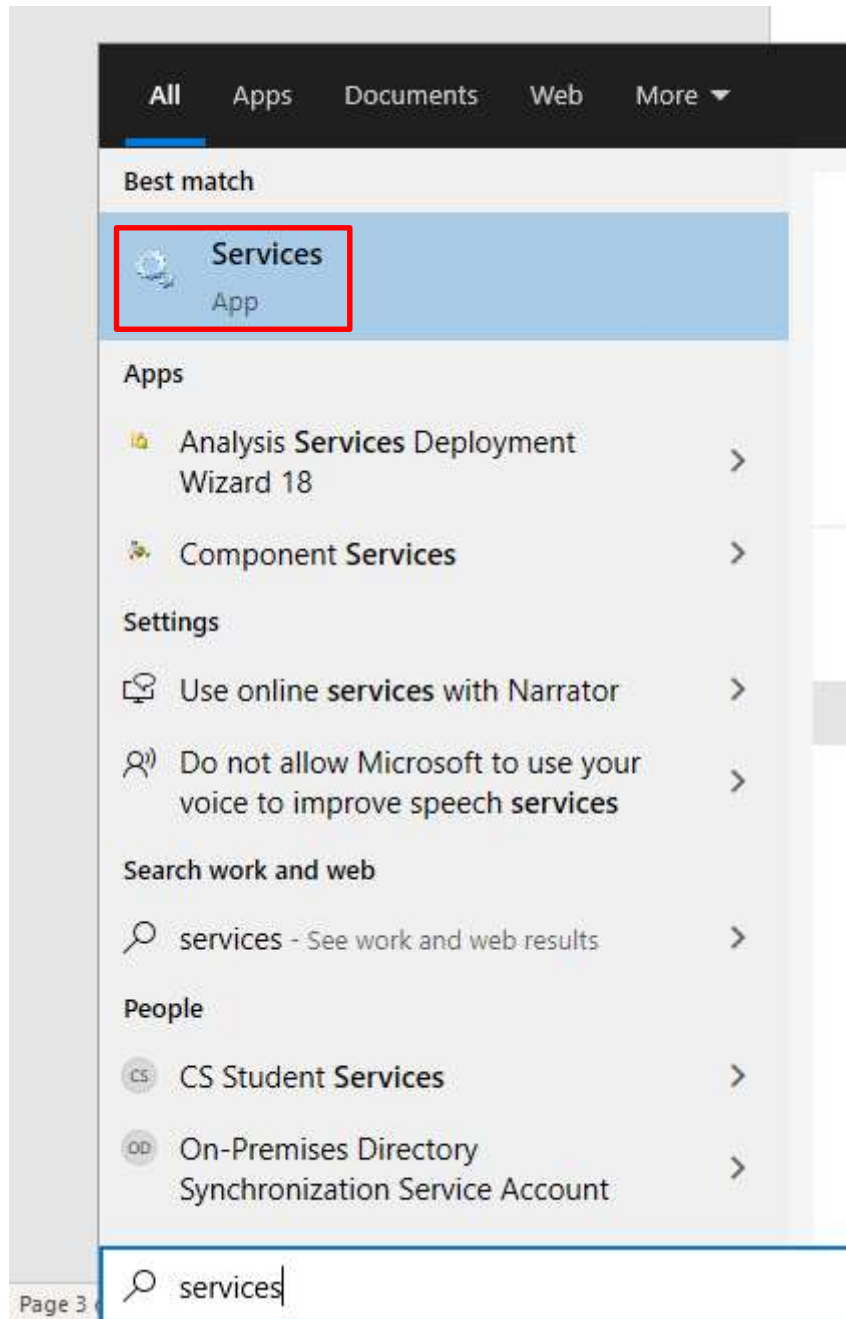 All Apps Documents Web More
Best match
Services
App
Apps
Analysis Services Deployment
Wizard 18
Component Services
Settings
Use online services with Narrator
Do not allow Microsoft to use your
voice to improve speech services
Search work and web
services - See work and web results
People
CS CS Student Services
OD On-Premises Directory
Synchronization Service Account
services
Page 3